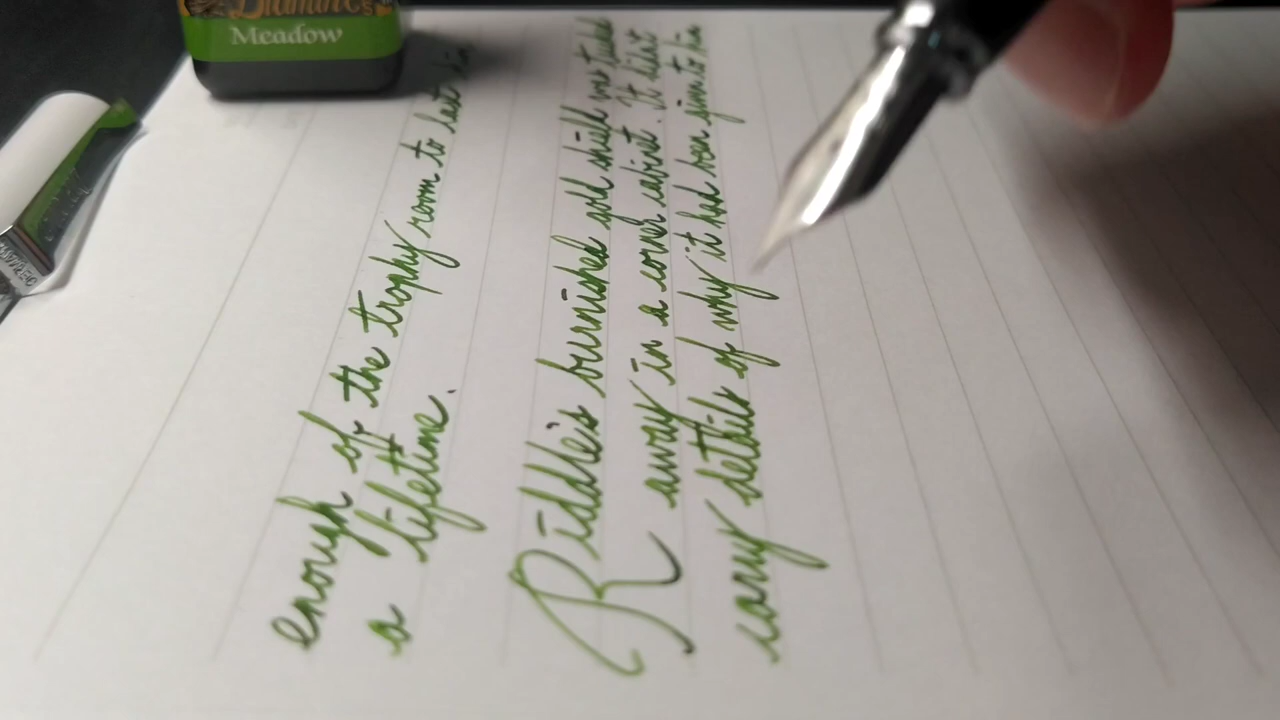 Diamine
Meadow
enough of the trophy room to last
a lifetime.
Riddle's burnished gold shield was tucked
away in a corner cabinet. It didn't
carry details of why it had been given to him